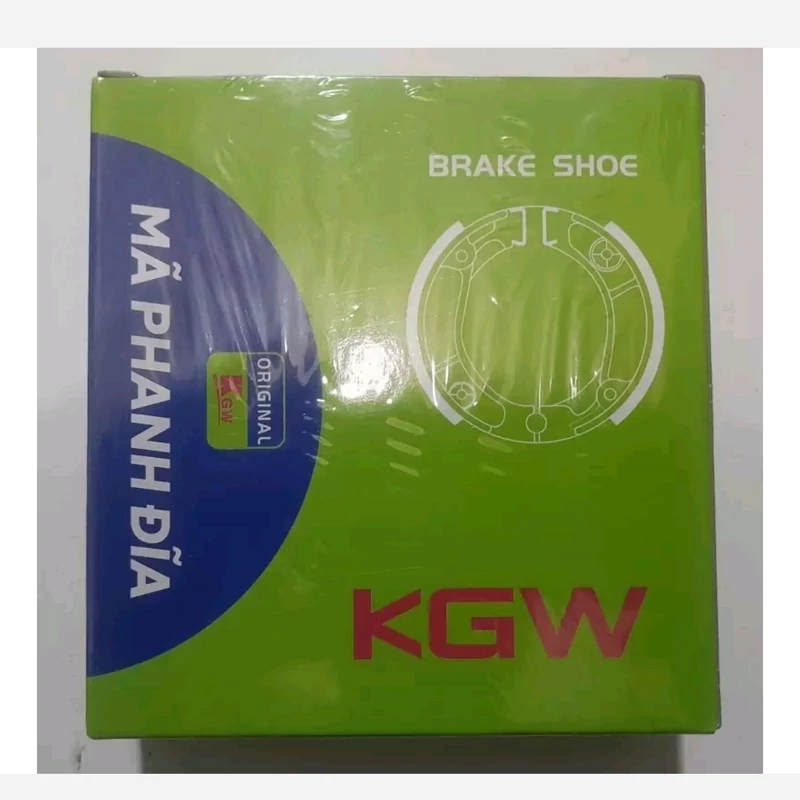 BRAKE SHOE
MÃ PHANH ĐĨA
ORIGINAL
KGW
KGW